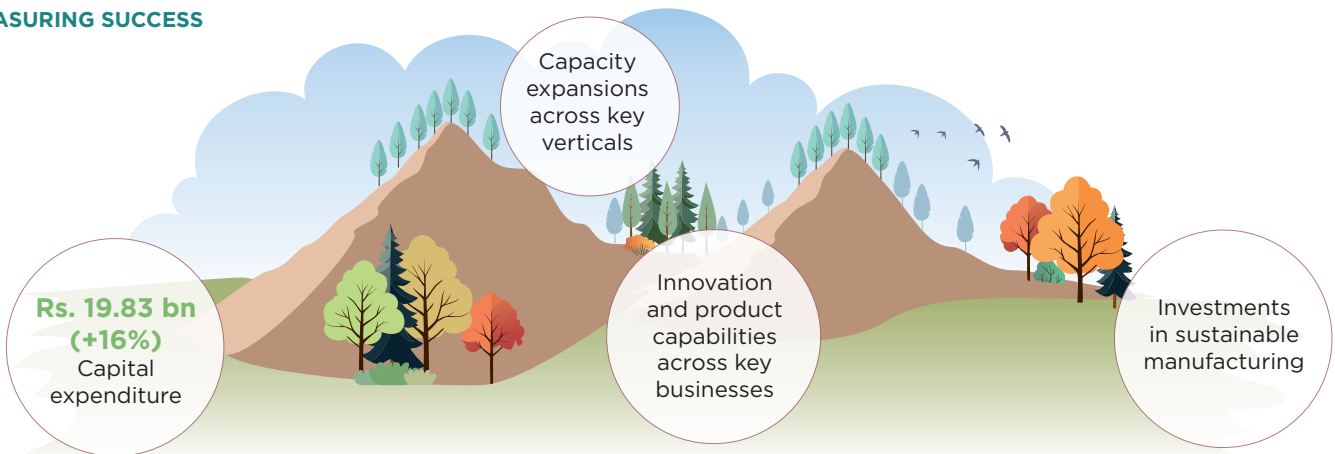 ASURING SUCCESS
Capacity
expansions
across key
verticals
Rs. 19.83 bn
(+16%)
Capital
expenditure
Innovation
and product
capabilities
across key
businesses
Investments
in sustainable
manufacturing